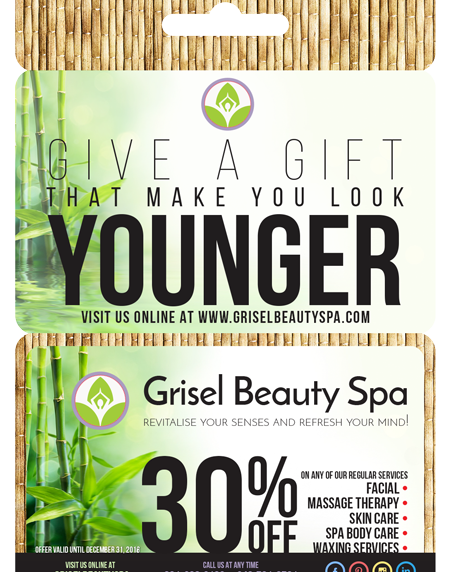 GIVE A GIFT
THAT MAKE YOU LOOK
YOUNGER
VISIT US ONLINE AT WWW.GRISELBEAUTYSPA.COM
Grisel Beauty Spa
REVITALISE YOUR SENSES AND REFRESH YOUR MIND!
30% OFF
ON ANY OF OUR REGULAR SERVICES
FACIAL •
MASSAGE THERAPY •
SKIN CARE •
SPA BODY CARE •
WAXING SERVICES •
OFFER VALID UNTIL DECEMBER 31, 2016
VISIT US ONLINE AT
CALL US AT ANY TIME